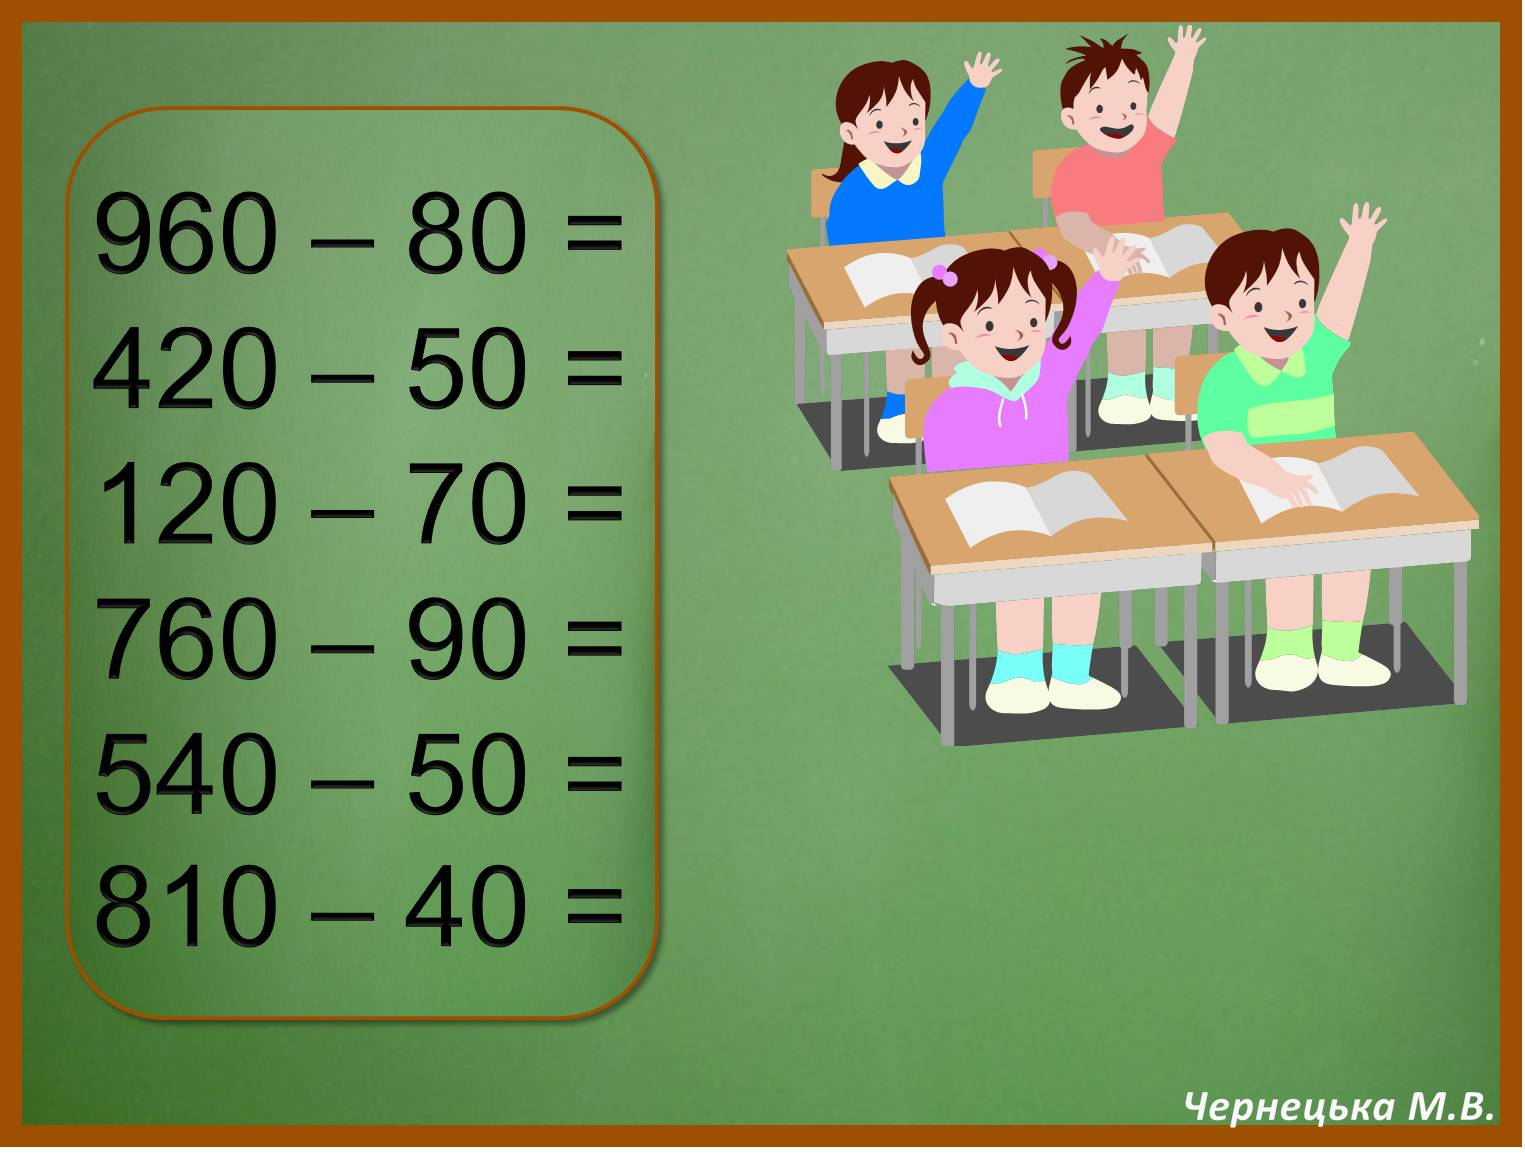 960 – 80 =
420 – 50 =
120 – 70 =
760 – 90 =
540 – 50 =
810 – 40 =
Чернецька М.В.